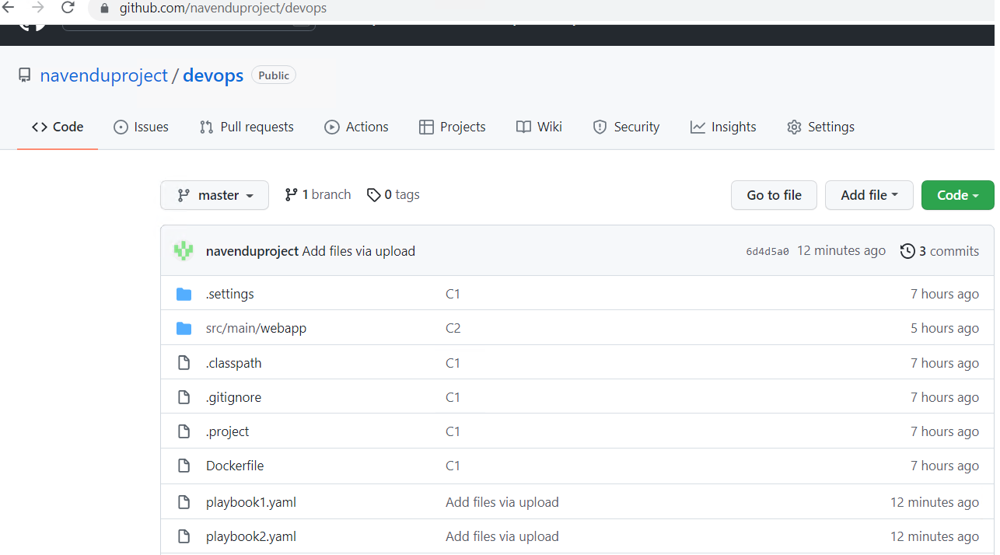 github.com/navenduproject/devops
navenduproject / devops Public
Code Issues Pull requests Actions Projects Wiki Security Insights Settings
master 1 branch 0 tags Go to file Add file Code
navenduproject Add files via upload 6d4d5a0 12 minutes ago 3 commits
.settings C1 7 hours ago
src/main/webapp C2 5 hours ago
.classpath C1 7 hours ago
.gitignore C1 7 hours ago
.project C1 7 hours ago
Dockerfile C1 7 hours ago
playbook1.yaml Add files via upload 12 minutes ago
playbook2.yaml Add files via upload 12 minutes ago